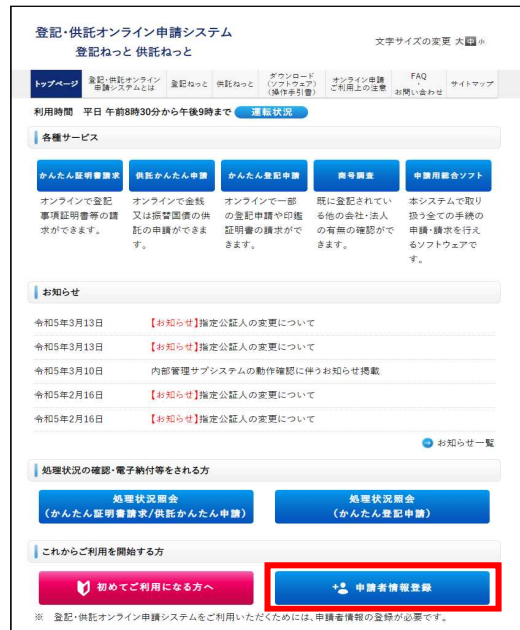 登記・供託オンライン申請システム
登記ねっと 供託ねっと
文字サイズの変更 大 中 小
トップページ
登記・供託オンライン
申請システムとは
登記ねっと
供託ねっと
ダウンロード
(ソフトウェア)
(操作手引書)
オンライン申請
ご利用上の注意
FAQ
・
お問い合わせ
サイトマップ
利用時間 平日 午前8時30分から午後9時まで 運転状況
各種サービス
かんたん証明書請求
オンラインで登記
事項証明書等の請
求ができます。
供託かんたん申請
オンラインで金銭
又は振替国債の供
託の申請ができま
す。
かんたん登記申請
オンラインで一部
の登記申請や印鑑
証明書の請求がで
きます。
商号調査
既に登記されてい
る他の会社・法人
の有無の確認がで
きます。
申請用総合ソフト
本システムで取り
扱う全ての手続の
申請・請求を行え
るソフトウェアで
す。
お知らせ
令和5年3月13日 【お知らせ】指定公証人の変更について
令和5年3月13日 【お知らせ】指定公証人の変更について
令和5年3月10日 内部管理サブシステムの動作確認に伴うお知らせ掲載
令和5年2月16日 【お知らせ】指定公証人の変更について
令和5年2月16日 【お知らせ】指定公証人の変更について
お知らせ一覧
処理状況の確認・電子納付等をされる方
処理状況照会
(かんたん証明書請求/供託かんたん申請)
処理状況照会
(かんたん登記申請)
これからご利用を開始する方
初めてご利用になる方へ
申請者情報登録
※ 登記・供託オンライン申請システムをご利用いただくためには、申請者情報の登録が必要です。